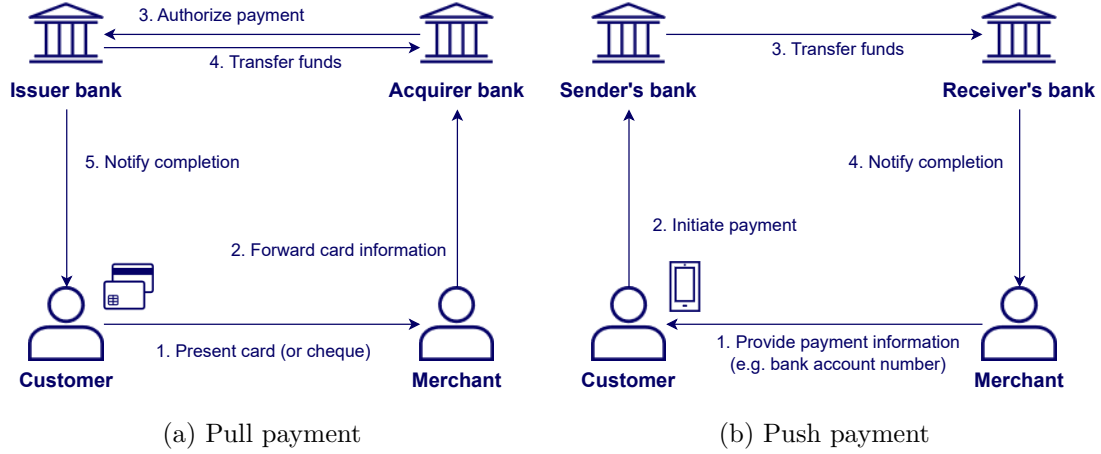 3. Authorize payment
4. Transfer funds
Issuer bank
Acquirer bank
5. Notify completion
2. Forward card information
1. Present card (or cheque)
Customer
Merchant
(a) Pull payment
3. Transfer funds
Sender's bank
Receiver's bank
4. Notify completion
2. Initiate payment
1. Provide payment information
(e.g. bank account number)
Customer
Merchant
(b) Push payment